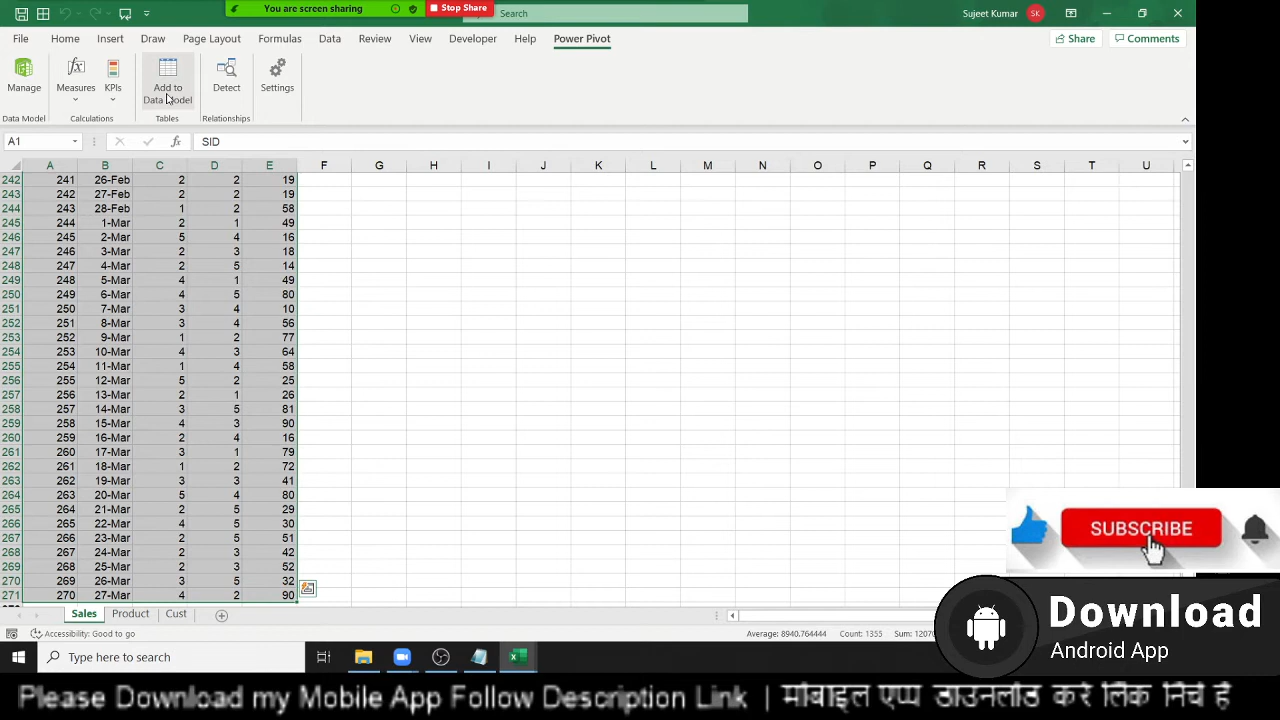 You are screen sharing
Stop Share
Search
Sujeet Kumar
SK
File Home Insert Draw Page Layout Formulas Data Review View Developer Help Power Pivot
Share Comments
Manage Measures KPIs Add to Data Model Detect Settings
Data Model Calculations Tables Relationships
A1 fx SID
A B C D E F G H I J K L M N O P Q R S T U
242 241 26-Feb 2 2 19
243 242 27-Feb 2 2 19
244 243 28-Feb 1 2 58
245 244 1-Mar 2 1 49
246 245 2-Mar 5 4 16
247 246 3-Mar 2 3 18
248 247 4-Mar 2 5 14
249 248 5-Mar 4 1 49
250 249 6-Mar 4 5 80
251 250 7-Mar 3 4 10
252 251 8-Mar 3 4 56
253 252 9-Mar 1 2 77
254 253 10-Mar 4 3 64
255 254 11-Mar 1 4 58
256 255 12-Mar 5 2 25
257 256 13-Mar 2 1 26
258 257 14-Mar 3 5 81
259 258 15-Mar 4 3 90
260 259 16-Mar 2 4 16
261 260 17-Mar 3 1 79
262 261 18-Mar 1 2 72
263 262 19-Mar 3 3 41
264 263 20-Mar 5 4 80
265 264 21-Mar 2 5 29
266 265 22-Mar 4 5 30
267 266 23-Mar 2 5 51
268 267 24-Mar 2 3 42
269 268 25-Mar 2 3 52
270 269 26-Mar 3 5 32
271 270 27-Mar 4 2 90
SUBSCRIBE
Sales Product Cust
Download
Android App
Accessibility: Good to go
Average: 8940.764444 Count: 1355 Sum: 12070
Type here to search
Please Download my Mobile App Follow Description Link | मोबाइल एप्प डाउनलोड करे लिंक निचे है